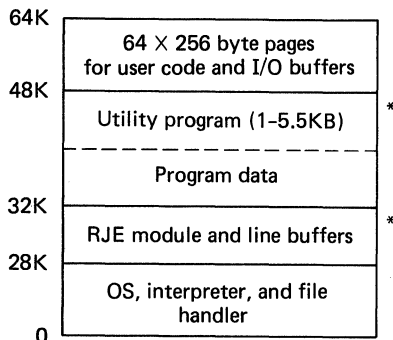 64K
64 × 256 byte pages
for user code and I/O buffers
48K
Utility program (1–5.5KB) *
Program data
32K
RJE module and line buffers *
28K
OS, interpreter, and file
handler
0